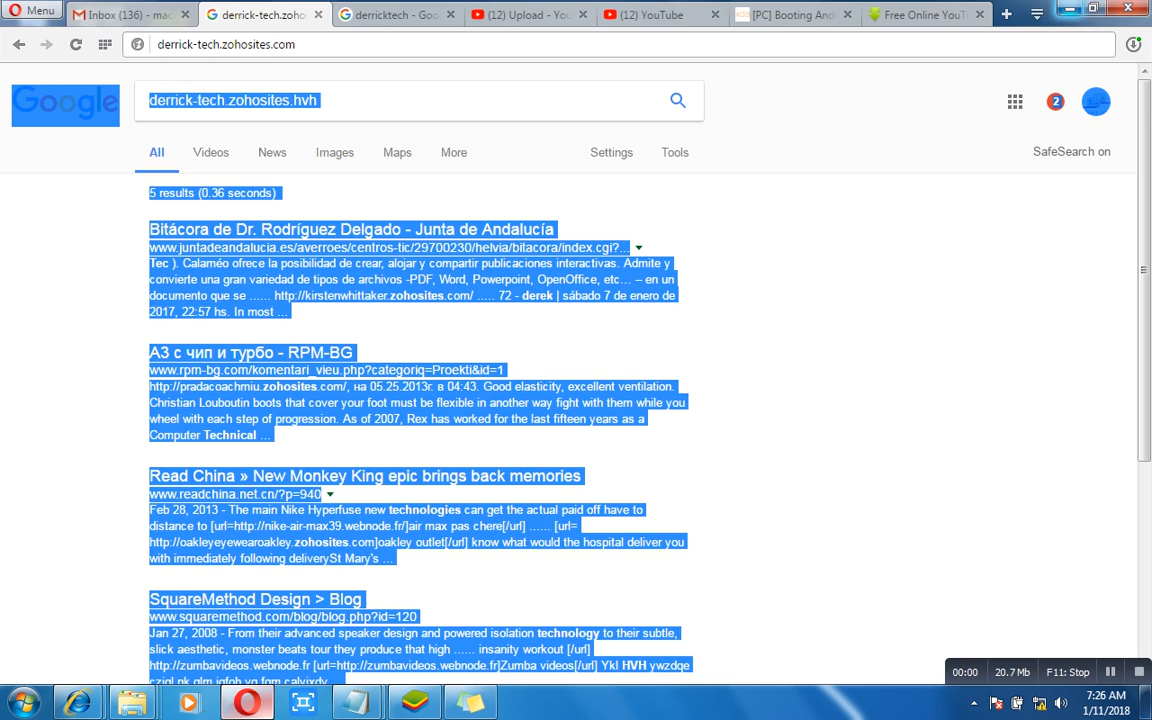 Menu
Inbox (136) - mac
derrick-tech.zoho
derricktech - Goo
(12) Upload - You
(12) YouTube
[PC] Booting And
Free Online YouT
derrick-tech.zohosites.com
Google
derrick-tech.zohosites.hvh
2
All
Videos
News
Images
Maps
More
Settings
Tools
SafeSearch on
5 results (0.36 seconds)
Bitácora de Dr. Rodríguez Delgado - Junta de Andalucía
www.juntadeandalucia.es/averroes/centros-tic/29700230/helvia/bitacora/index.cgi?...
Tec ). Calaméo ofrece la posibilidad de crear, alojar y compartir publicaciones interactivas. Admite y
convierte una gran variedad de tipos de archivos -PDF, Word, Powerpoint, OpenOffice, etc... – en un
documento que se ...... http://kirstenwhittaker.zohosites.com/ ..... 72 - derek | sábado 7 de enero de
2017, 22:57 hs. In most ...
А3 с чип и турбо - RPM-BG
www.rpm-bg.com/komentari_vieu.php?categoriq=Proekti&id=1
http://pradacoachmiu.zohosites.com/, на 05.25.2013г. в 04:43. Good elasticity, excellent ventilation.
Christian Louboutin boots that cover your foot must be flexible in another way fight with them while you
wheel with each step of progression. As of 2007, Rex has worked for the last fifteen years as a
Computer Technical ...
Read China » New Monkey King epic brings back memories
www.readchina.net.cn/?p=940
Feb 28, 2013 - The main Nike Hyperfuse new technologies can get the actual paid off have to
distance to [url=http://nike-air-max39.webnode.fr/]air max pas chere[/url] ...... [url=
http://oakleyeyewearoakley.zohosites.com]oakley outlet[/url] know what would the hospital deliver you
with immediately following deliverySt Mary's ...
SquareMethod Design > Blog
www.squaremethod.com/blog/blog.php?id=120
Jan 27, 2008 - From their advanced speaker design and powered isolation technology to their subtle,
slick aesthetic, monster beats tour they produce that high ...... insanity workout [/url]
http://zumbavideos.webnode.fr [url=http://zumbavideos.webnode.fr]Zumba videos[/url] Ykl HVH ywzdqe
00:00
20.7 Mb
F11: Stop
7:26 AM
1/11/2018